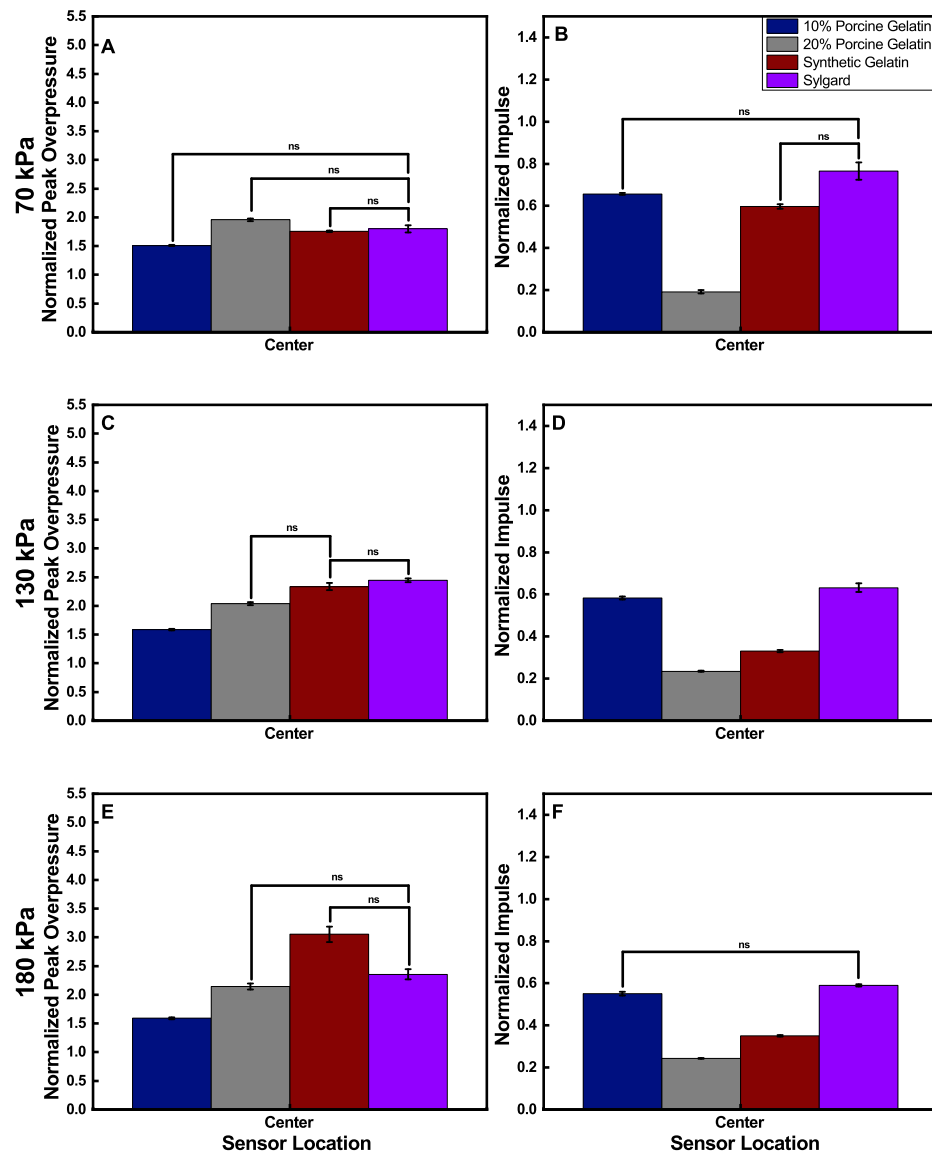 70 kPa
Normalized Peak Overpressure
5.5
5.0
4.5
4.0
3.5
3.0
2.5
2.0
1.5
1.0
0.5
0.0
A
ns
ns
ns
Center
Normalized Impulse
1.4
1.2
1.0
0.8
0.6
0.4
0.2
0.0
B
10% Porcine Gelatin
20% Porcine Gelatin
Synthetic Gelatin
Sylgard
ns
ns
Center
130 kPa
Normalized Peak Overpressure
5.5
5.0
4.5
4.0
3.5
3.0
2.5
2.0
1.5
1.0
0.5
0.0
C
ns
ns
Center
Normalized Impulse
1.4
1.2
1.0
0.8
0.6
0.4
0.2
0.0
D
Center
180 kPa
Normalized Peak Overpressure
5.5
5.0
4.5
4.0
3.5
3.0
2.5
2.0
1.5
1.0
0.5
0.0
E
ns
ns
Center
Sensor Location
Normalized Impulse
1.4
1.2
1.0
0.8
0.6
0.4
0.2
0.0
F
ns
Center
Sensor Location